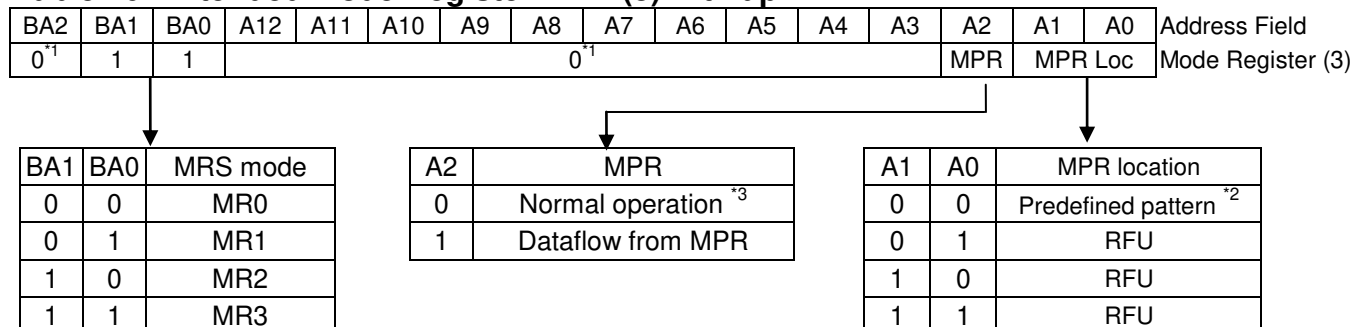 BA2 BA1 BA0 A12 A11 A10 A9 A8 A7 A6 A5 A4 A3 A2 A1 A0 Address Field
0*1 1 1 0*1 MPR MPR Loc Mode Register (3)
BA1 BA0 MRS mode
0 0 MR0
0 1 MR1
1 0 MR2
1 1 MR3
A2 MPR
0 Normal operation *3
1 Dataflow from MPR
A1 A0 MPR location
0 0 Predefined pattern *2
0 1 RFU
1 0 RFU
1 1 RFU